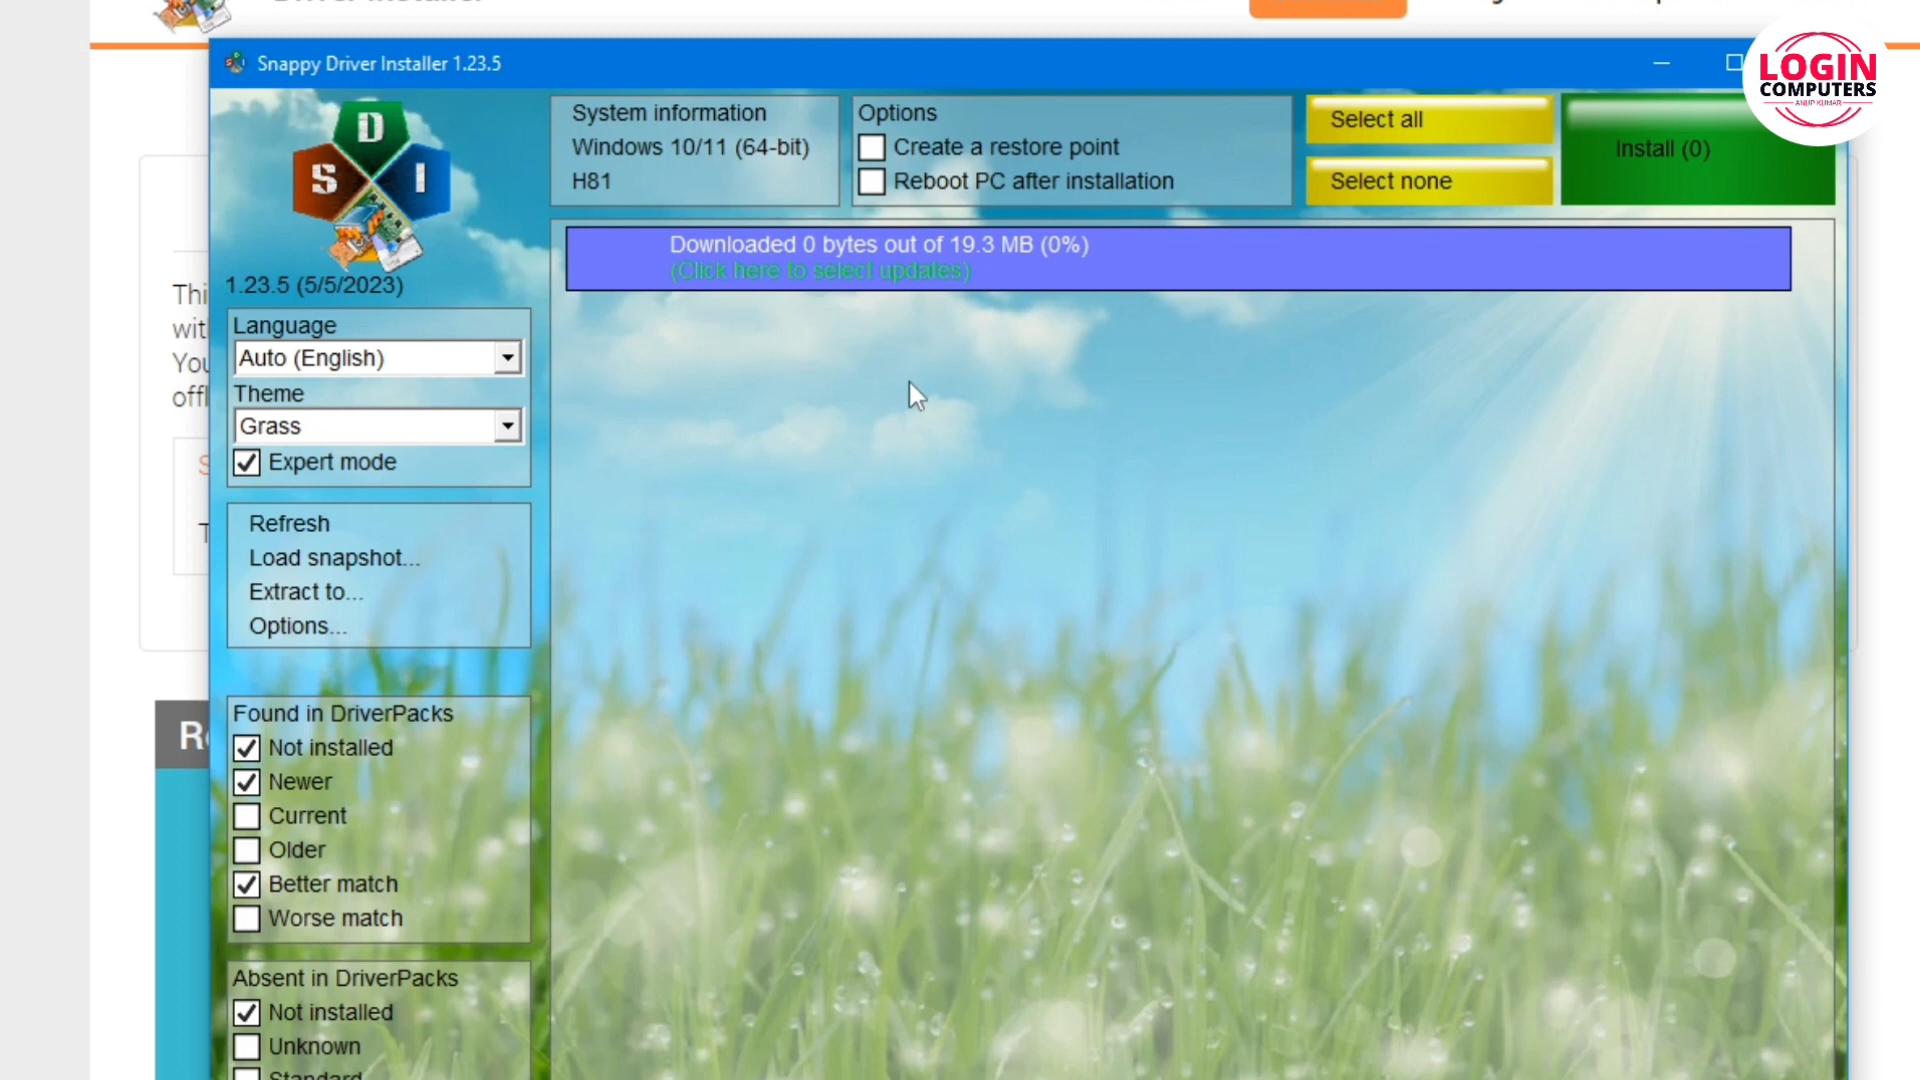 Snappy Driver Installer 1.23.5
LOGIN
COMPUTERS
ANUP KUMAR
D
S I
1.23.5 (5/5/2023)
System information
Windows 10/11 (64-bit)
H81
Options
Create a restore point
Reboot PC after installation
Select all
Select none
Install (0)
Downloaded 0 bytes out of 19.3 MB (0%)
(Click here to select updates)
Language
Auto (English)
Theme
Grass
Expert mode
Refresh
Load snapshot...
Extract to...
Options...
Found in DriverPacks
Not installed
Newer
Current
Older
Better match
Worse match
Absent in DriverPacks
Not installed
Unknown
Standard